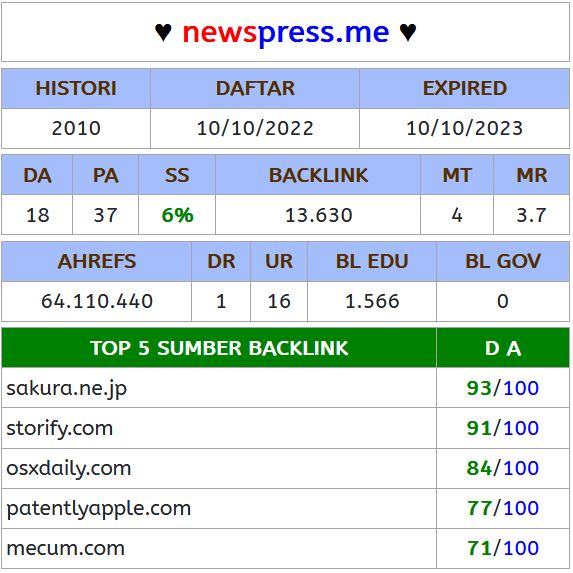 ♥ newspress.me ♥
HISTORI DAFTAR EXPIRED
2010 10/10/2022 10/10/2023
DA PA SS BACKLINK MT MR
18 37 6% 13.630 4 3.7
AHREFS DR UR BL EDU BL GOV
64.110.440 1 16 1.566 0
TOP 5 SUMBER BACKLINK D A
sakura.ne.jp 93/100
storify.com 91/100
osxdaily.com 84/100
patentlyapple.com 77/100
mecum.com 71/100